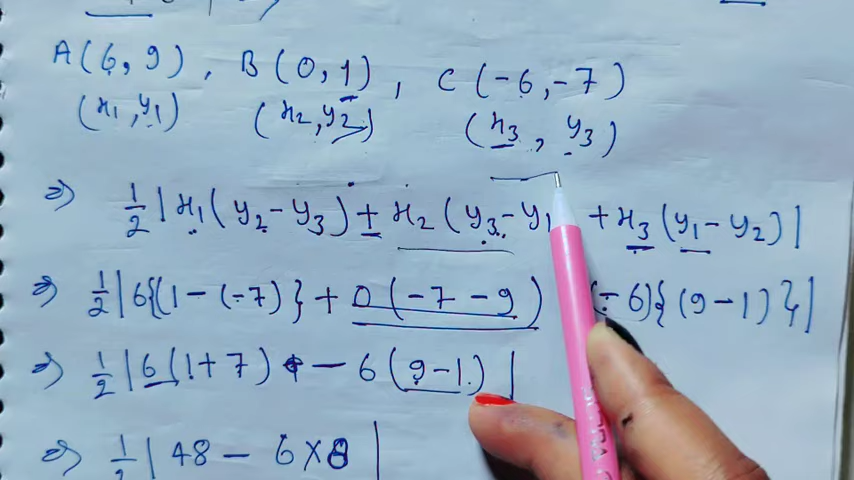 A(6, 9), B(0, 1), C(-6, -7)
(x1, y1) (x2, y2) (x3, y3)
⇒ 1/2 | x1(y2 - y3) + x2(y3 - y1 + x3(y1 - y2) |
⇒ 1/2 | 6{(1 - (-7)} + 0(-7 - 9) (-6){(9 - 1)} |
⇒ 1/2 | 6(1 + 7) - 6(9 - 1) |
⇒ 1/2 | 48 - 6 × 8 |